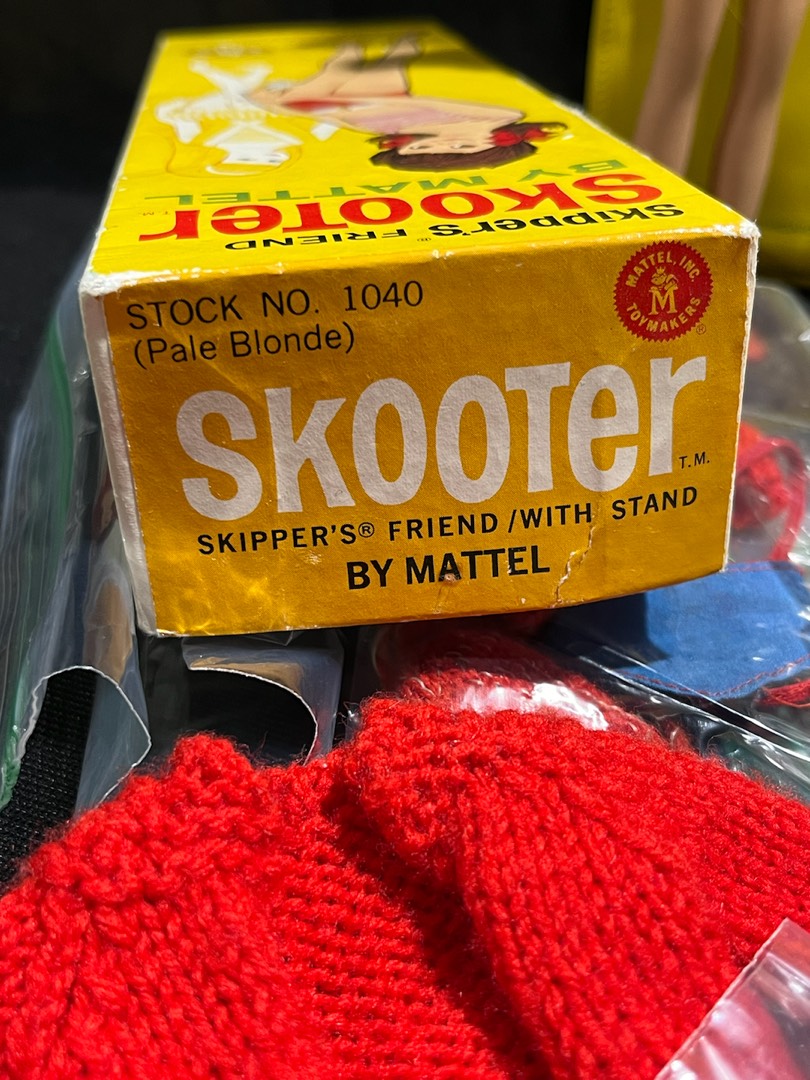 BY MATTEL
SKOOTER T.M.
SKIPPER'S® FRIEND
STOCK NO. 1040
(Pale Blonde)
MATTEL, INC.
M
TOYMAKERS
®
SKOOTER T.M.
SKIPPER'S® FRIEND/WITH STAND
BY MATTEL